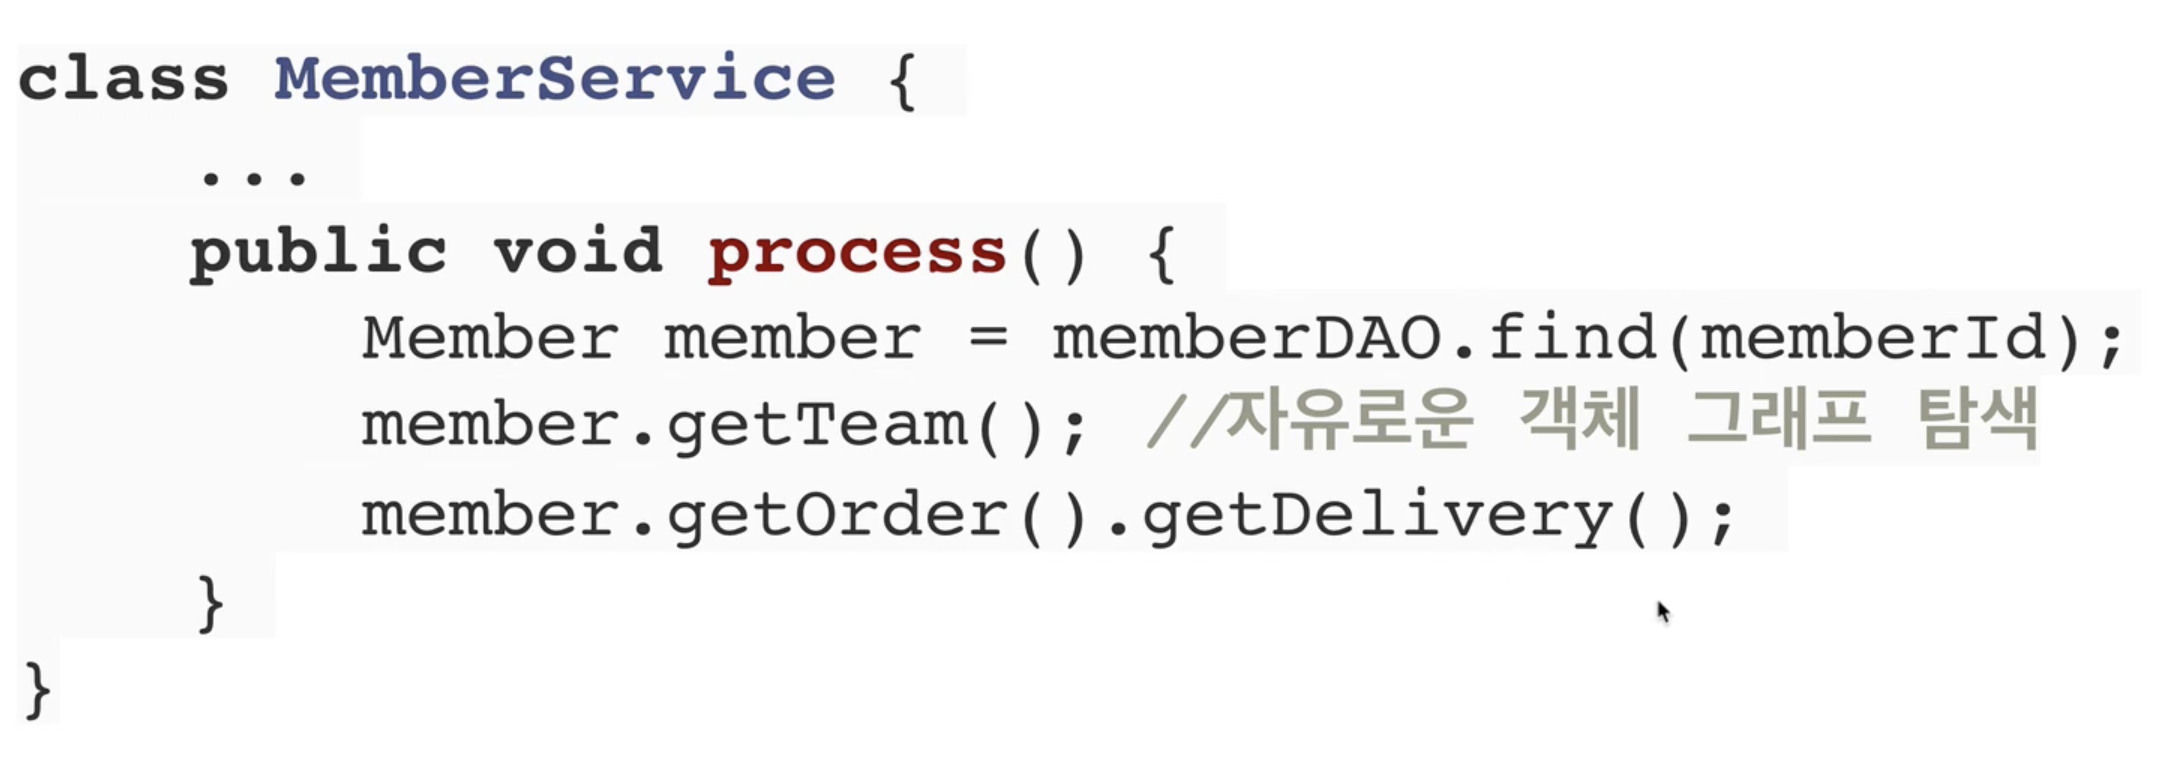 class MemberService {
...
public void process() {
Member member = memberDAO.find(memberId);
member.getTeam(); //자유로운 객체 그래프 탐색
member.getOrder().getDelivery();
}
}